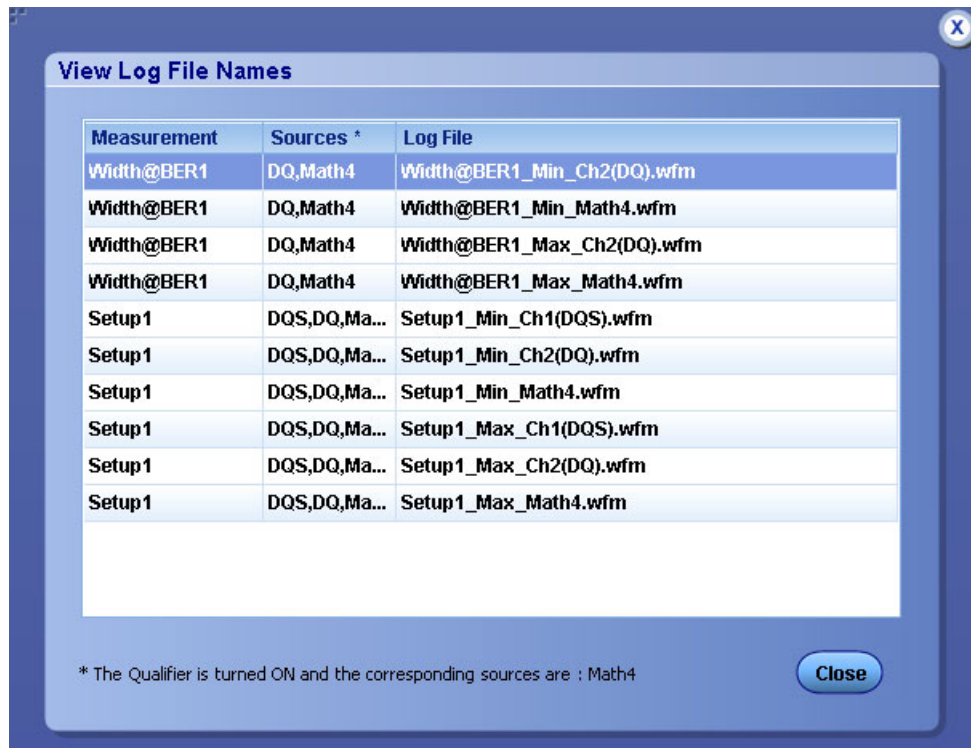 X
View Log File Names
Measurement Sources * Log File
Width@BER1 DQ,Math4 Width@BER1_Min_Ch2(DQ).wfm
Width@BER1 DQ,Math4 Width@BER1_Min_Math4.wfm
Width@BER1 DQ,Math4 Width@BER1_Max_Ch2(DQ).wfm
Width@BER1 DQ,Math4 Width@BER1_Max_Math4.wfm
Setup1 DQS,DQ,Ma... Setup1_Min_Ch1(DQS).wfm
Setup1 DQS,DQ,Ma... Setup1_Min_Ch2(DQ).wfm
Setup1 DQS,DQ,Ma... Setup1_Min_Math4.wfm
Setup1 DQS,DQ,Ma... Setup1_Max_Ch1(DQS).wfm
Setup1 DQS,DQ,Ma... Setup1_Max_Ch2(DQ).wfm
Setup1 DQS,DQ,Ma... Setup1_Max_Math4.wfm
* The Qualifier is turned ON and the corresponding sources are : Math4
Close